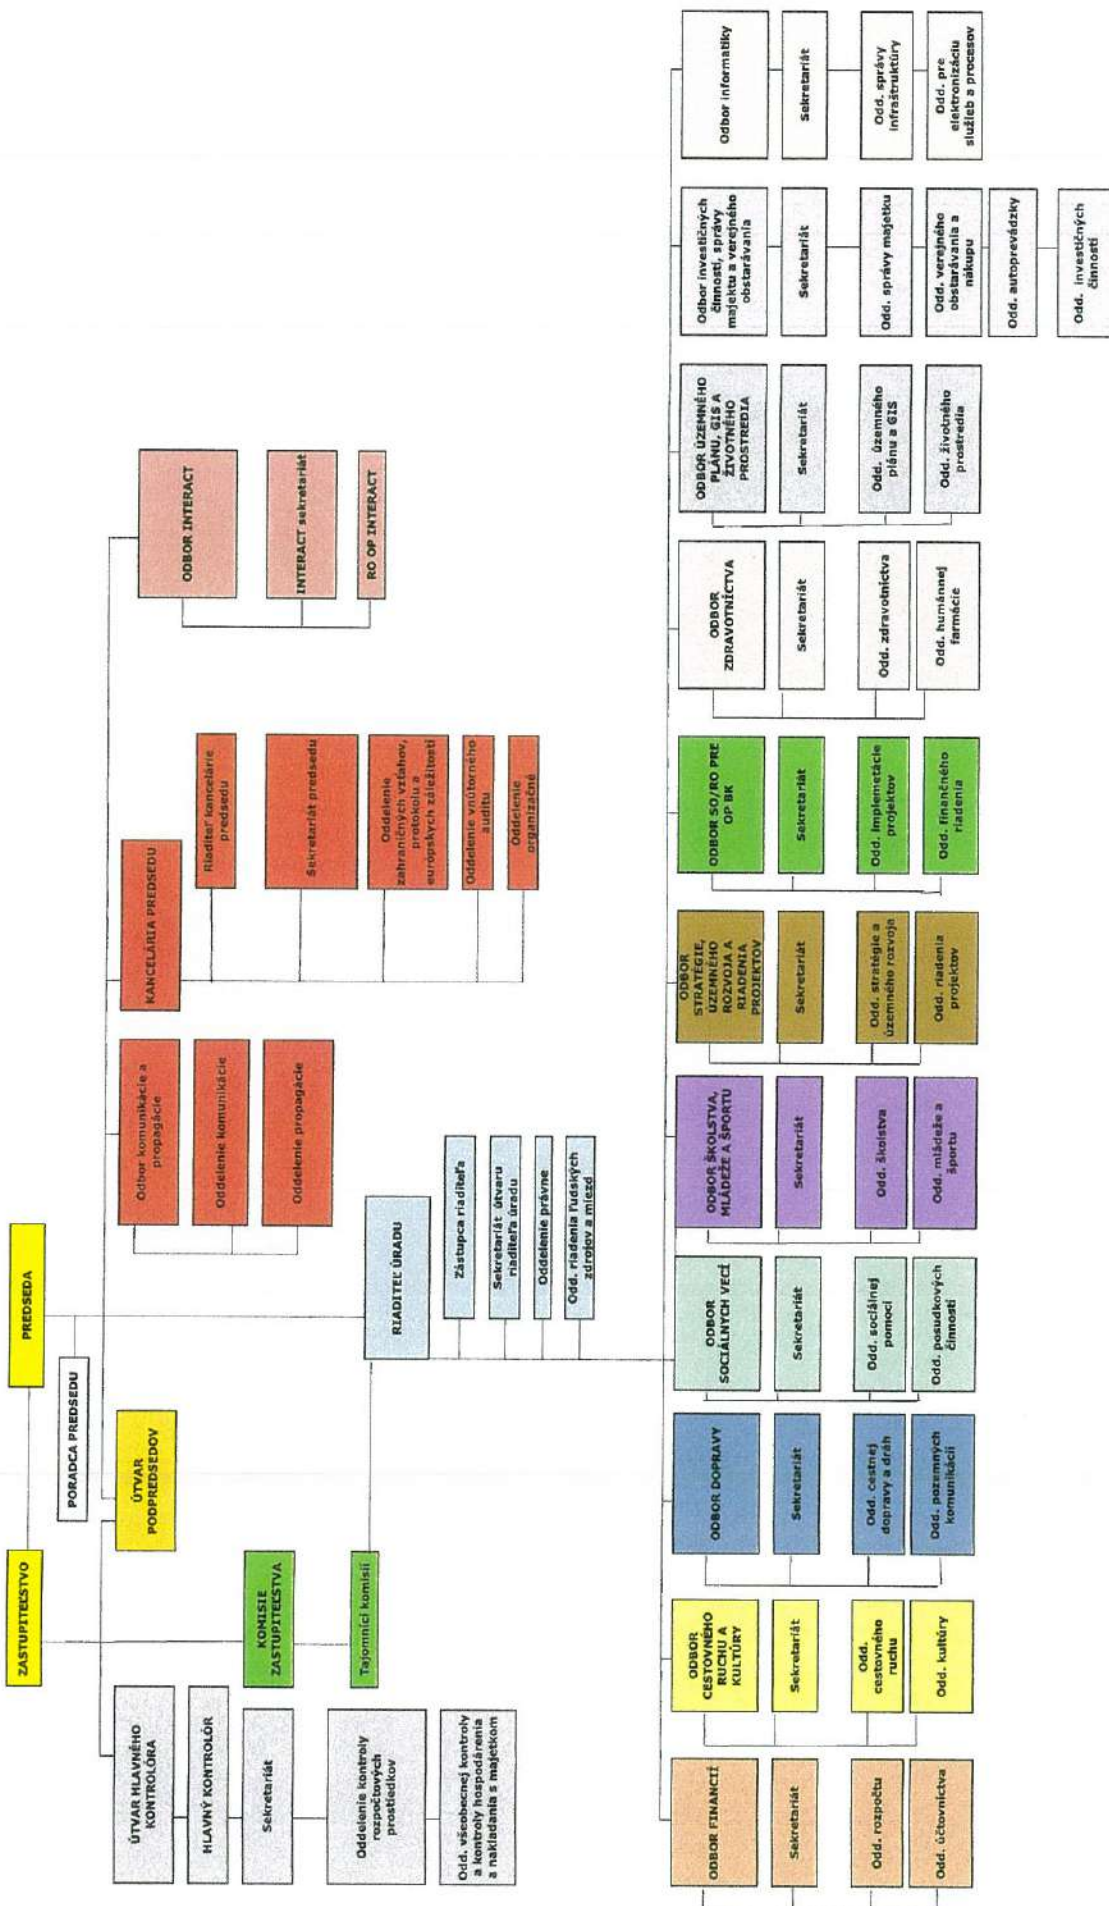 ZASTUPITEĽSTVO
PREDSEDA
PORADCA PREDSEDU
ÚTVAR HLAVNÉHO
KONTROLÓRA
HLAVNÝ KONTROLÓR
Sekretariát
Oddelenie kontroly
rozpočtových
prostriedkov
Odd. všeobecnej kontroly
a kontroly hospodárenia
a nakladania s majetkom
ÚTVAR
PODPREDSEDOV
KOMISIE
ZASTUPITEĽSTVA
Tajomníci komisií
Odbor komunikácie a
propagácie
Oddelenie komunikácie
Oddelenie propagácie
KANCELÁRIA PREDSEDU
Riaditeľ kancelárie
predsedu
Sekretariát predsedu
Oddelenie
zahraničných vzťahov,
protokolu a
európskych záležitostí
Oddelenie vnútorného
auditu
Oddelenie
organizačné
ODBOR INTERACT
INTERACT sekretariát
RO OP INTERACT
RIADITEĽ ÚRADU
Zástupca riaditeľa
Sekretariát útvaru
riaditeľa úradu
Oddelenie právne
Odd. riadenia ľudských
zdrojov a miezd
ODBOR FINANCIÍ
Sekretariát
Odd. rozpočtu
Odd. účtovníctva
ODBOR
CESTOVNÉHO
RUCHU A
KULTÚRY
Sekretariát
Odd.
cestovného
ruchu
Odd. kultúry
ODBOR DOPRAVY
Sekretariát
Odd. cestnej
dopravy a dráh
Odd. pozemných
komunikácií
ODBOR
SOCIÁLNYCH VECÍ
Sekretariát
Odd. sociálnej
pomoci
Odd. posudkových
činností
ODBOR ŠKOLSTVA,
MLÁDEŽE A ŠPORTU
Sekretariát
Odd. školstva
Odd. mládeže a
športu
ODBOR
STRATÉGIE,
ÚZEMNÉHO
ROZVOJA A
RIADENIA
PROJEKTOV
Sekretariát
Odd. stratégie a
územného rozvoja
Odd. riadenia
projektov
ODBOR SO/RO PRE
OP BK
Sekretariát
Odd. Implemetácie
projektov
Odd. finančného
riadenia
ODBOR
ZDRAVOTNÍCTVA
Sekretariát
Odd. zdravotníctva
Odd. humánnej
farmácie
ODBOR ÚZEMNÉHO
PLÁNU, GIS A
ŽIVOTNÉHO
PROSTREDIA
Sekretariát
Odd. územného
plánu a GIS
Odd. životného
prostredia
Odbor investičných
činností, správy
majektu a verejného
obstarávania
Sekretariát
Odd. správy majetku
Odd. verejného
obstarávania a
nákupu
Odd. autoprevádzky
Odd. investičných
činností
Odbor informatiky
Sekretariát
Odd. správy
infraštruktúry
Odd. pre
elektronizáciu
služieb a procesov